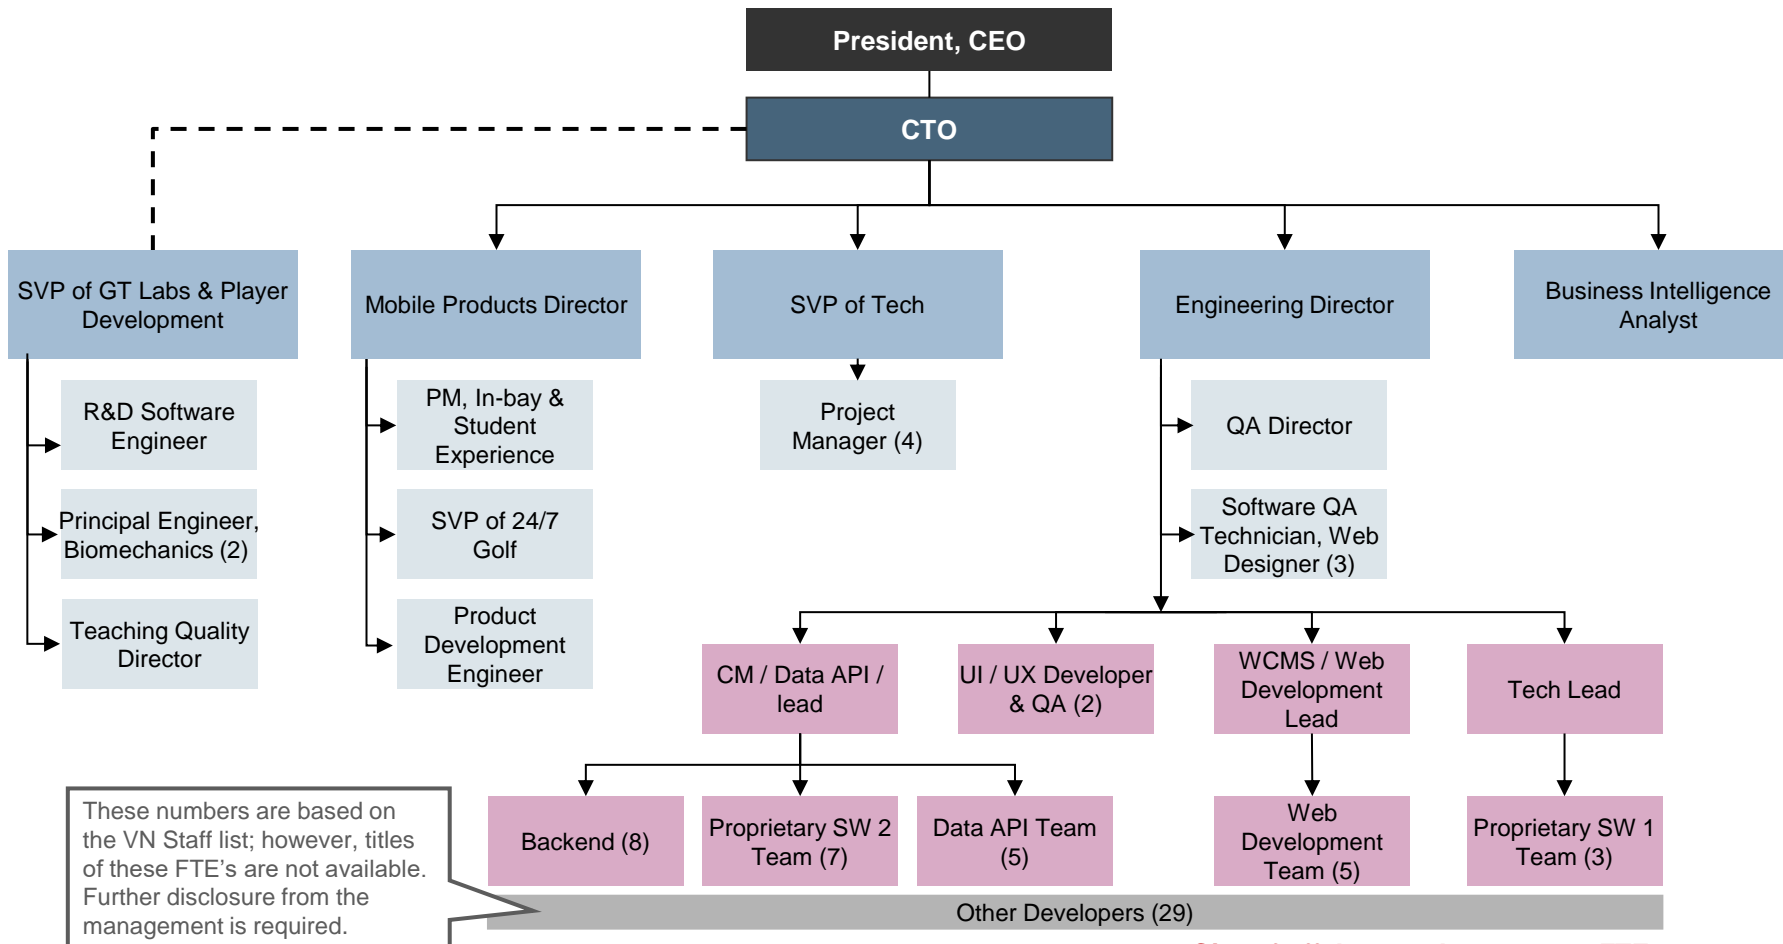 President, CEO
CTO
SVP of GT Labs & Player
Development
Mobile Products Director
SVP of Tech
Engineering Director
Business Intelligence
Analyst
R&D Software
Engineer
PM, In-bay &
Student
Experience
Project
Manager (4)
QA Director
Principal Engineer,
Biomechanics (2)
SVP of 24/7
Golf
Software QA
Technician, Web
Designer (3)
Teaching Quality
Director
Product
Development
Engineer
CM / Data API /
lead
UI / UX Developer
& QA (2)
WCMS / Web
Development
Lead
Tech Lead
Backend (8)
Proprietary SW 2
Team (7)
Data API Team
(5)
Web
Development
Team (5)
Proprietary SW 1
Team (3)
These numbers are based on
the VN Staff list; however, titles
of these FTE's are not available.
Further disclosure from the
management is required.
Other Developers (29)